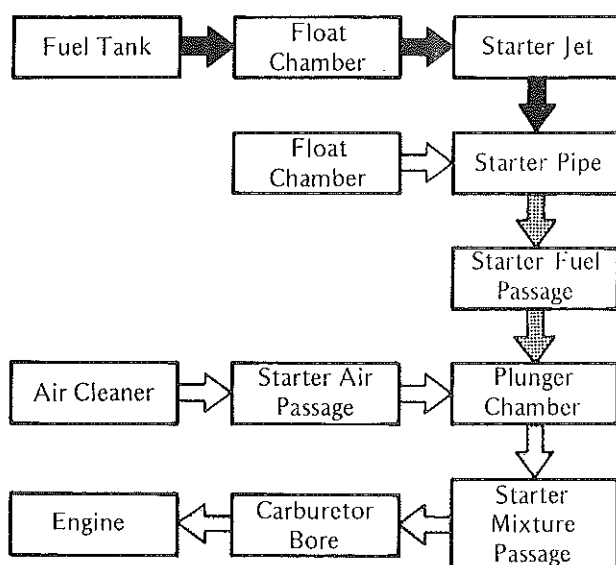 Fuel Tank
Float
Chamber
Starter Jet
Float
Chamber
Starter Pipe
Starter Fuel
Passage
Air Cleaner
Starter Air
Passage
Plunger
Chamber
Engine
Carburetor
Bore
Starter
Mixture
Passage